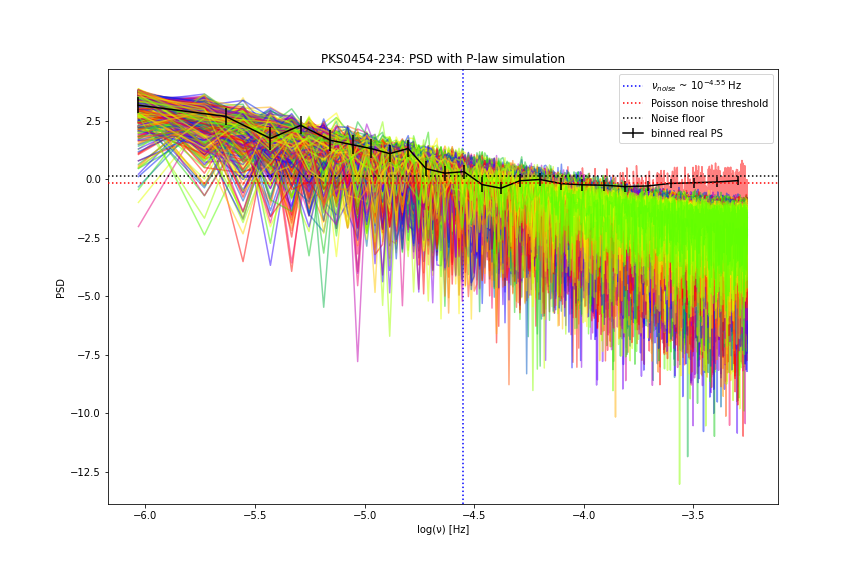 PKS0454-234: PSD with P-law simulation
ν_noise ~ 10^−4.55 Hz
Poisson noise threshold
Noise floor
binned real PS
PSD
2.5
0.0
−2.5
−5.0
−7.5
−10.0
−12.5
−6.0 −5.5 −5.0 −4.5 −4.0 −3.5
log(ν) [Hz]